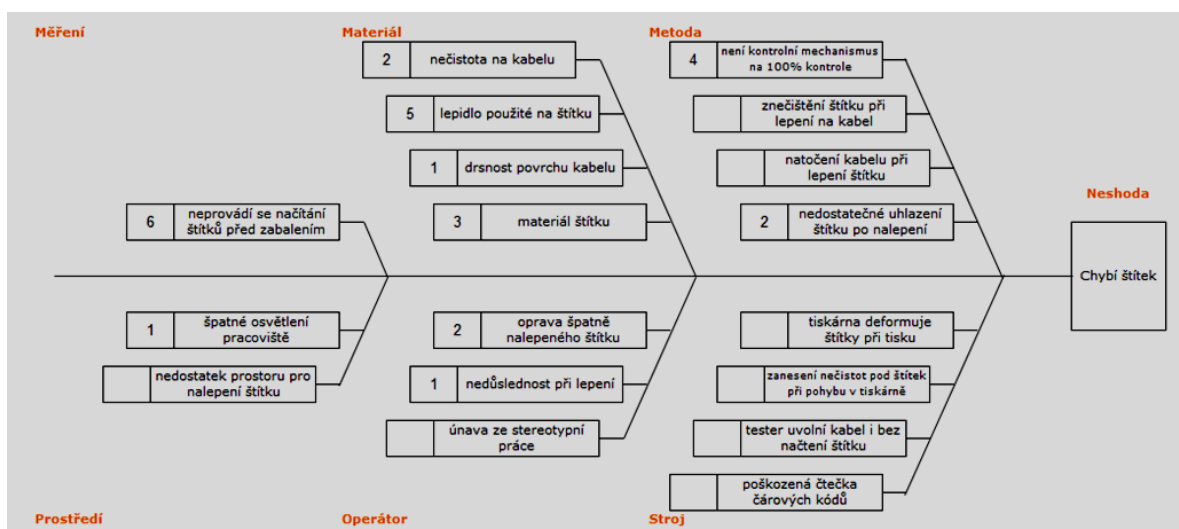 Měření
Materiál
Metoda
2 nečistota na kabelu
4 není kontrolní mechanismus
na 100% kontrole
5 lepidlo použité na štítku
znečištění štítku při
lepení na kabel
1 drsnost povrchu kabelu
natočení kabelu při
lepení štítku
Neshoda
6 neprovádí se načítání
štítků před zabalením
3 materiál štítku
2 nedostatečné uhlazení
štítku po nalepení
Chybí štítek
1 špatné osvětlení
pracoviště
2 oprava špatně
nalepeného štítku
tiskárna deformuje
štítky při tisku
nedostatek prostoru pro
nalepení štítku
1 nedůslednost při lepení
zanesení nečistot pod štítek
při pohybu v tiskárně
únava ze stereotypní
práce
tester uvolní kabel i bez
načtení štítku
poškozená čtečka
čárových kódů
Prostředí
Operátor
Stroj